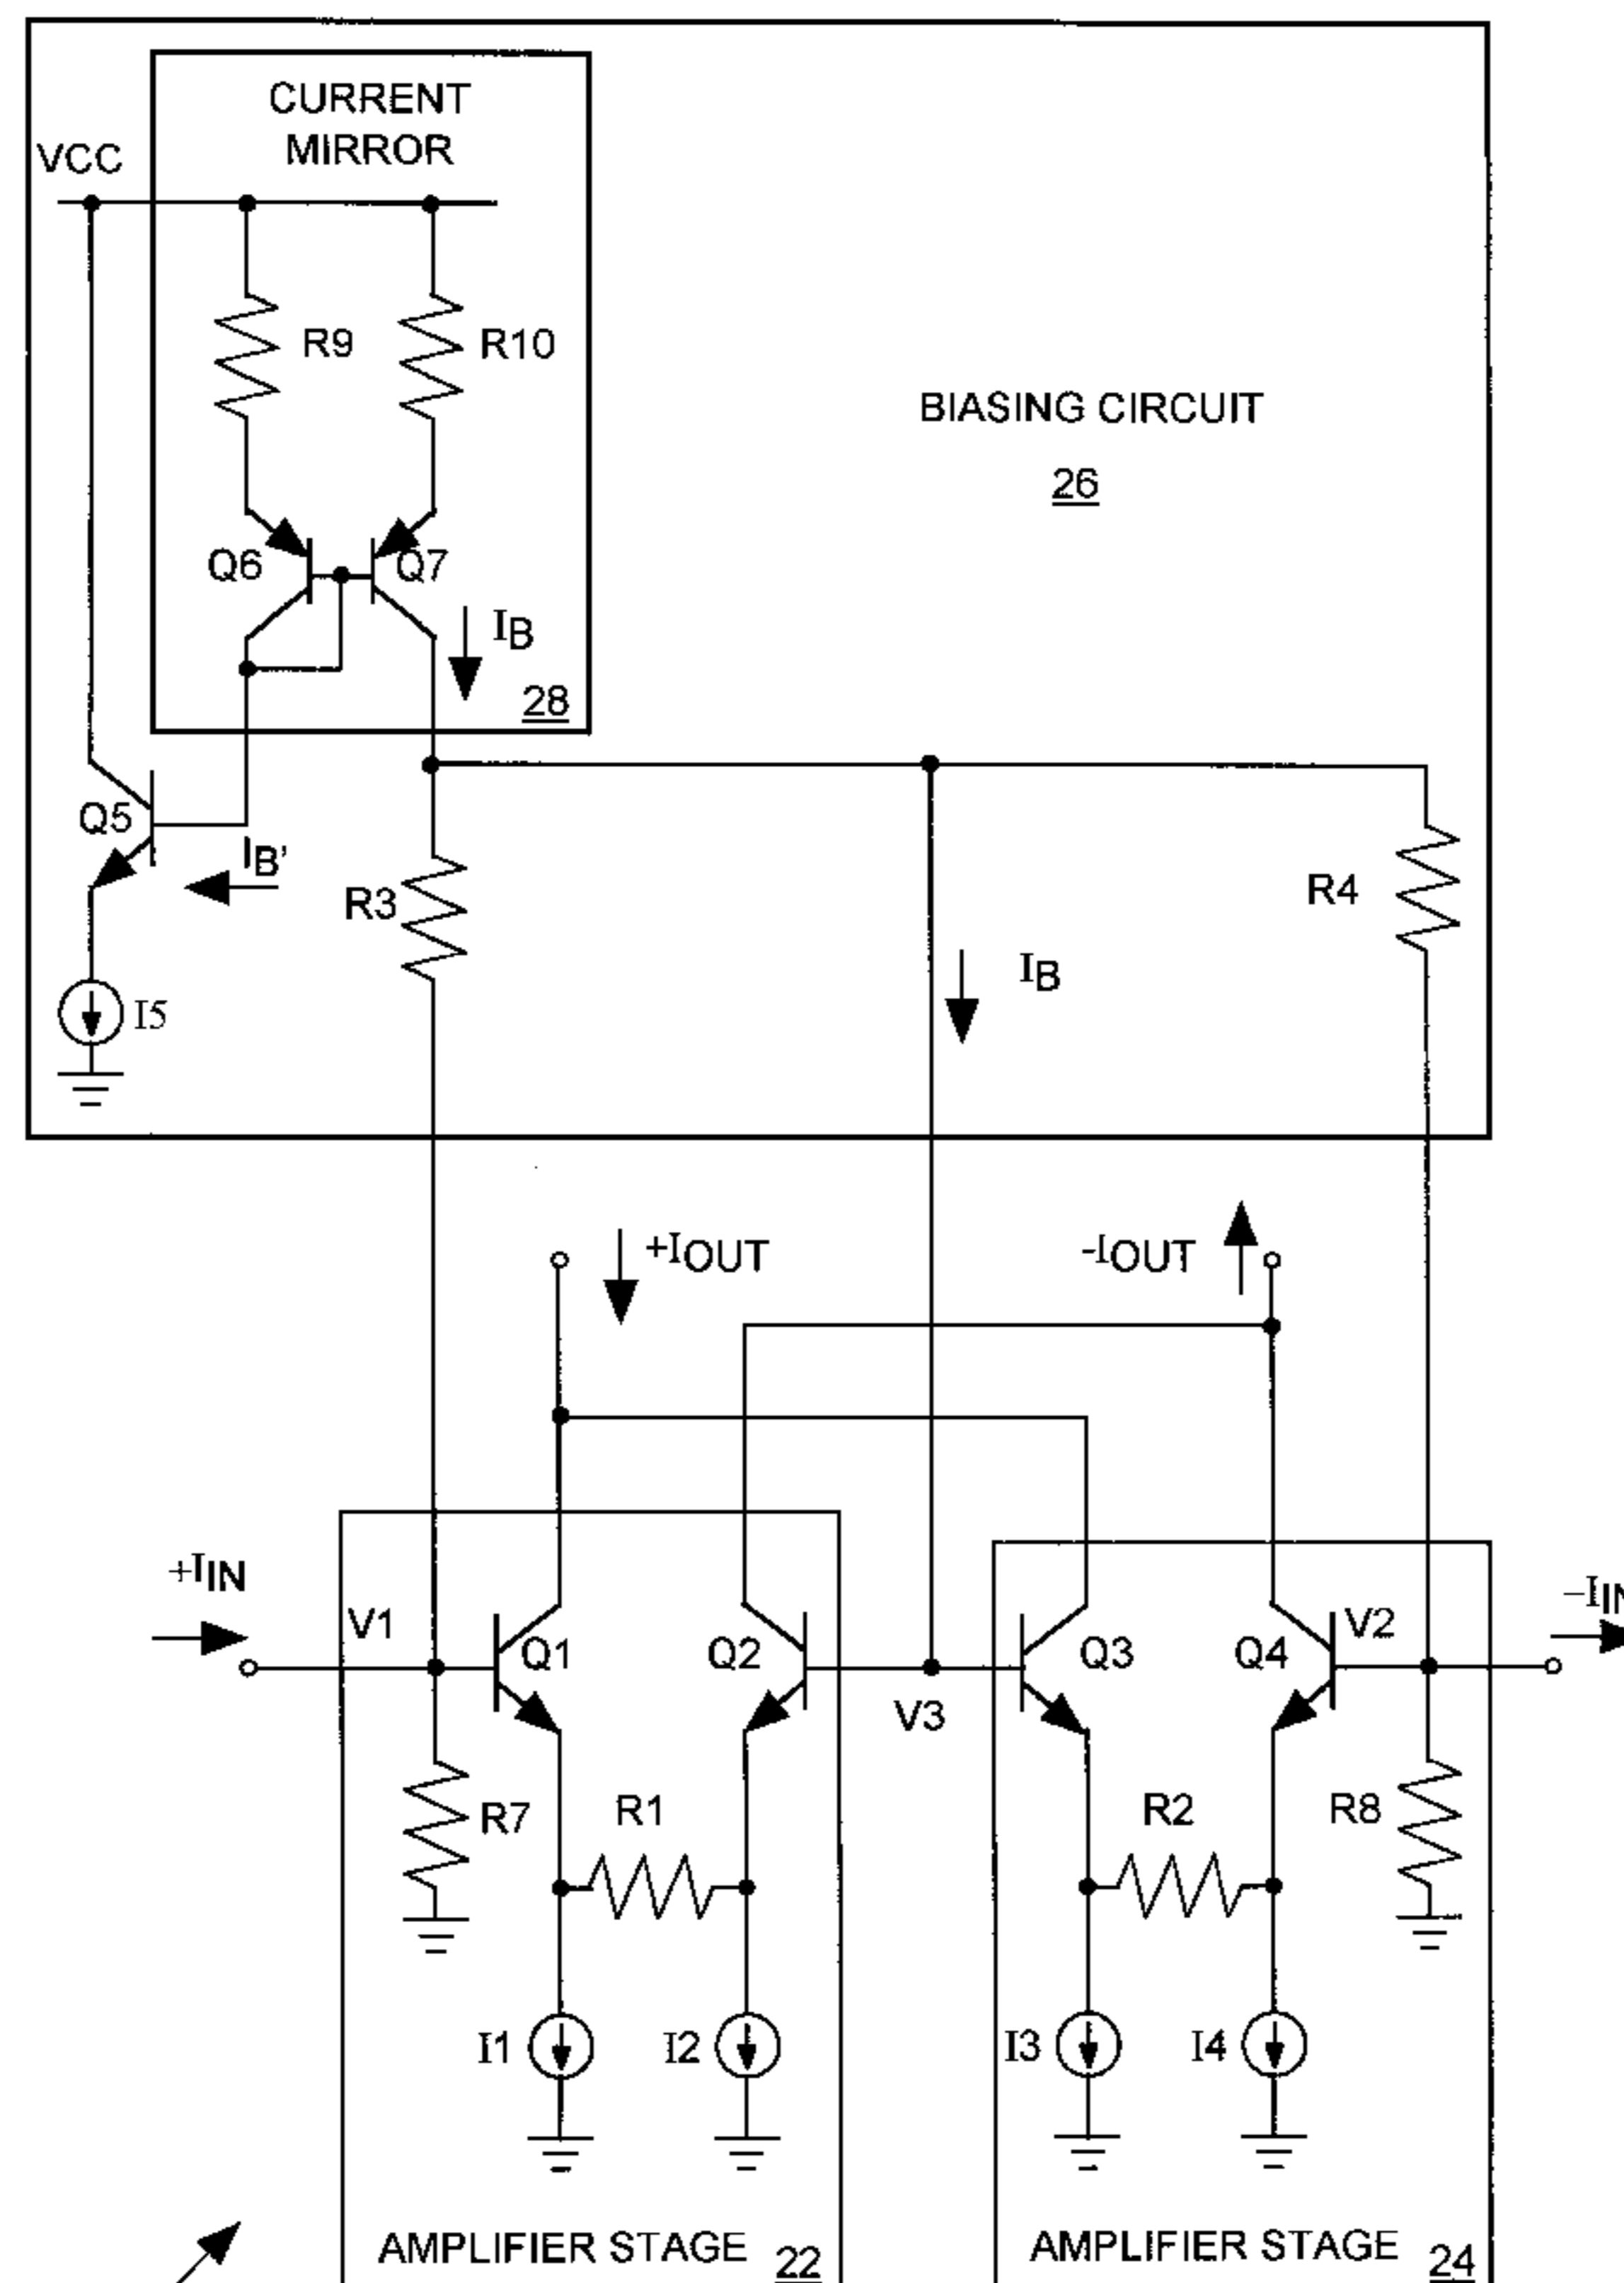 CURRENT
MIRROR
VCC
R9
R10
BIASING CIRCUIT
26
Q6
Q7
IB
28
Q5
IB'
R3
R4
IB
I5
+IOUT
-IOUT
+IIN
V1
Q1
Q2
Q3
Q4
V2
-IIN
V3
R7
R1
R2
R8
I1
I2
I3
I4
AMPLIFIER STAGE 22
AMPLIFIER STAGE 24